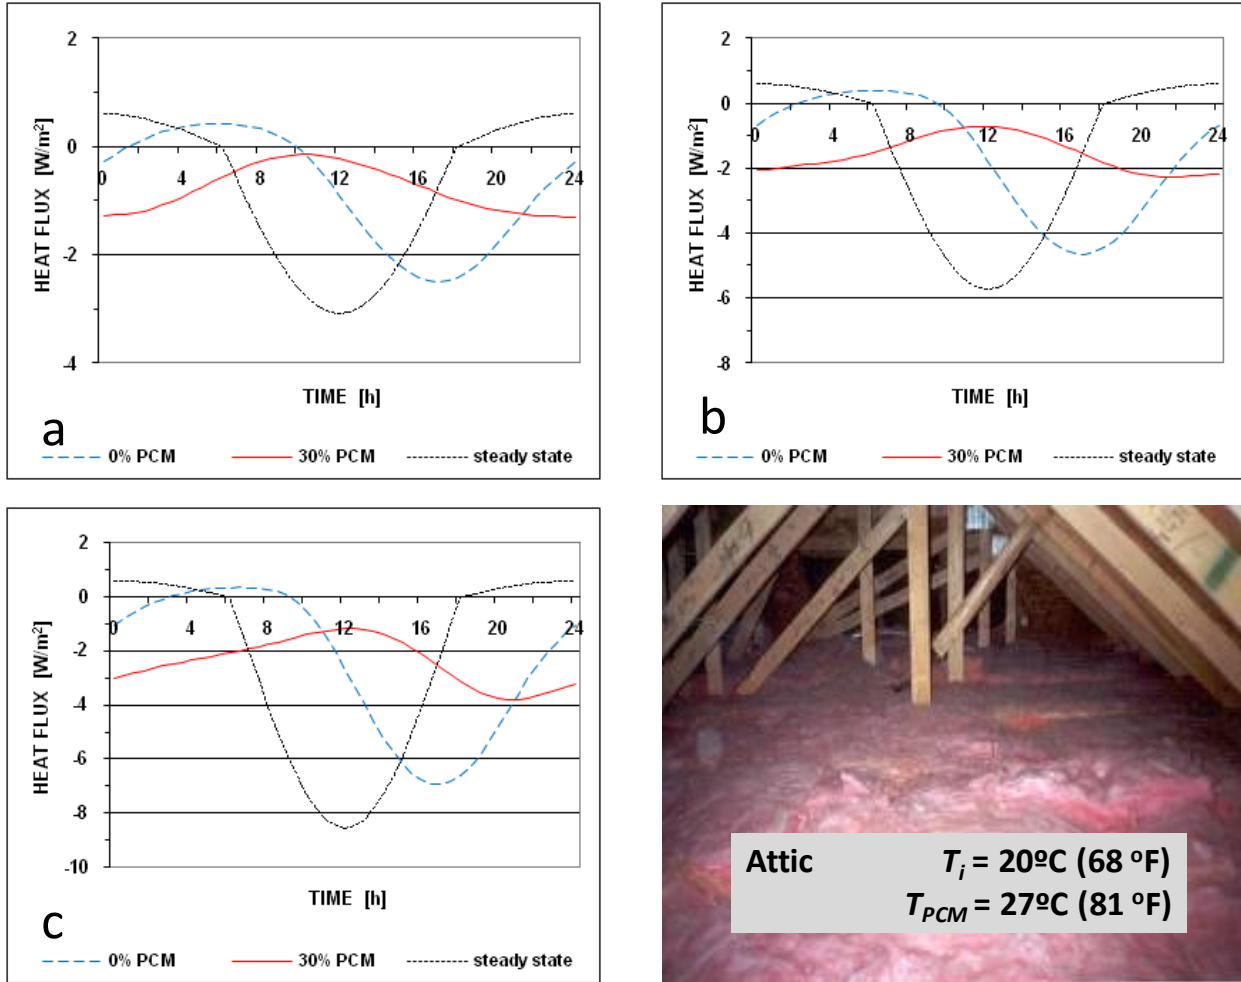 2
0
-2
-4
HEAT FLUX [W/m²]
0 4 8 12 16 20 24
TIME [h]
a
0% PCM 30% PCM steady state
2
0
-2
-4
-6
-8
HEAT FLUX [W/m²]
0 4 8 12 16 20 24
TIME [h]
b
0% PCM 30% PCM steady state
2
0
-2
-4
-6
-8
-10
HEAT FLUX [W/m²]
0 4 8 12 16 20 24
TIME [h]
c
0% PCM 30% PCM steady state
Attic T_i = 20ºC (68 ºF)
T_PCM = 27ºC (81 ºF)